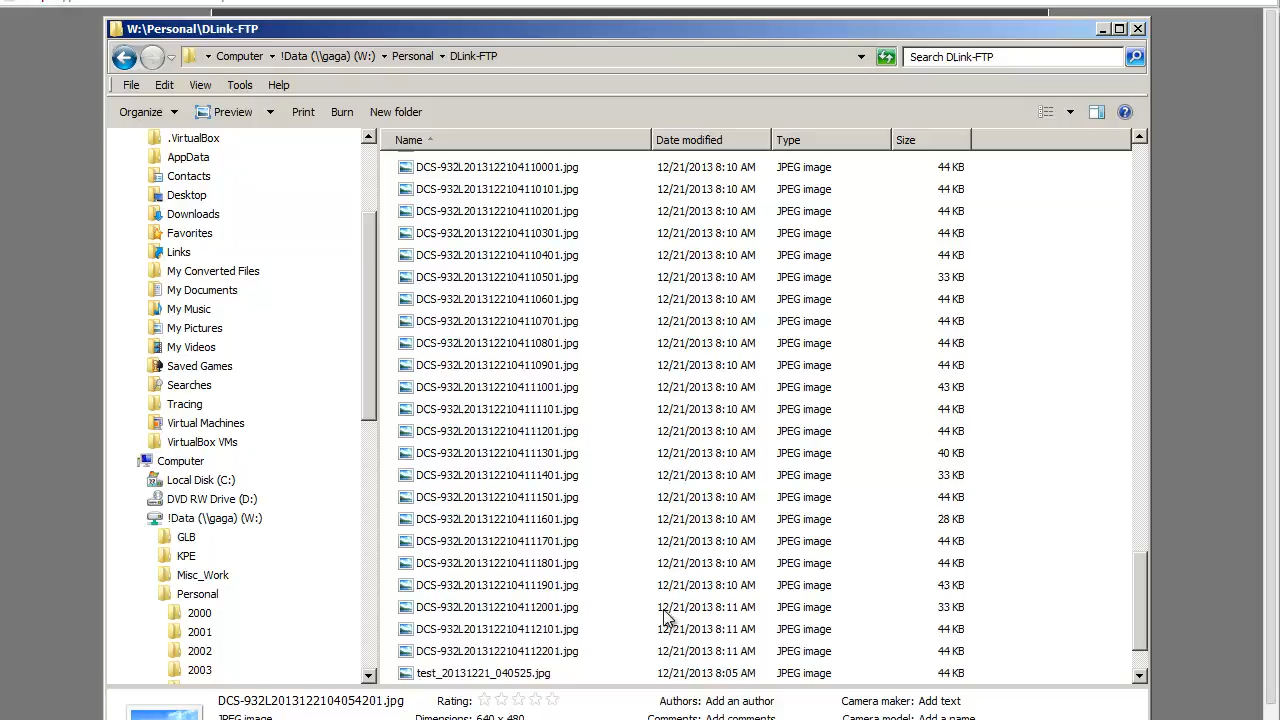 W:\Personal\DLink-FTP
Computer !Data (\\gaga) (W:) Personal DLink-FTP
Search DLink-FTP
File Edit View Tools Help
Organize Preview Print Burn New folder
.VirtualBox
AppData
Contacts
Desktop
Downloads
Favorites
Links
My Converted Files
My Documents
My Music
My Pictures
My Videos
Saved Games
Searches
Tracing
Virtual Machines
VirtualBox VMs
Computer
Local Disk (C:)
DVD RW Drive (D:)
!Data (\\gaga) (W:)
GLB
KPE
Misc_Work
Personal
2000
2001
2002
2003
Name Date modified Type Size
DCS-932L2013122104110001.jpg 12/21/2013 8:10 AM JPEG image 44 KB
DCS-932L2013122104110101.jpg 12/21/2013 8:10 AM JPEG image 44 KB
DCS-932L2013122104110201.jpg 12/21/2013 8:10 AM JPEG image 44 KB
DCS-932L2013122104110301.jpg 12/21/2013 8:10 AM JPEG image 44 KB
DCS-932L2013122104110401.jpg 12/21/2013 8:10 AM JPEG image 44 KB
DCS-932L2013122104110501.jpg 12/21/2013 8:10 AM JPEG image 33 KB
DCS-932L2013122104110601.jpg 12/21/2013 8:10 AM JPEG image 44 KB
DCS-932L2013122104110701.jpg 12/21/2013 8:10 AM JPEG image 44 KB
DCS-932L2013122104110801.jpg 12/21/2013 8:10 AM JPEG image 44 KB
DCS-932L2013122104110901.jpg 12/21/2013 8:10 AM JPEG image 44 KB
DCS-932L2013122104111001.jpg 12/21/2013 8:10 AM JPEG image 43 KB
DCS-932L2013122104111101.jpg 12/21/2013 8:10 AM JPEG image 44 KB
DCS-932L2013122104111201.jpg 12/21/2013 8:10 AM JPEG image 44 KB
DCS-932L2013122104111301.jpg 12/21/2013 8:10 AM JPEG image 40 KB
DCS-932L2013122104111401.jpg 12/21/2013 8:10 AM JPEG image 33 KB
DCS-932L2013122104111501.jpg 12/21/2013 8:10 AM JPEG image 44 KB
DCS-932L2013122104111601.jpg 12/21/2013 8:10 AM JPEG image 28 KB
DCS-932L2013122104111701.jpg 12/21/2013 8:10 AM JPEG image 44 KB
DCS-932L2013122104111801.jpg 12/21/2013 8:10 AM JPEG image 44 KB
DCS-932L2013122104111901.jpg 12/21/2013 8:10 AM JPEG image 43 KB
DCS-932L2013122104112001.jpg 12/21/2013 8:11 AM JPEG image 33 KB
DCS-932L2013122104112101.jpg 12/21/2013 8:11 AM JPEG image 44 KB
DCS-932L2013122104112201.jpg 12/21/2013 8:11 AM JPEG image 44 KB
test_20131221_040525.jpg 12/21/2013 8:05 AM JPEG image 44 KB
DCS-932L2013122104054201.jpg Rating: Authors: Add an author Camera maker: Add text
JPEG image Dimensions: 640 x 480 Comments: Add comments Camera model: Add a name